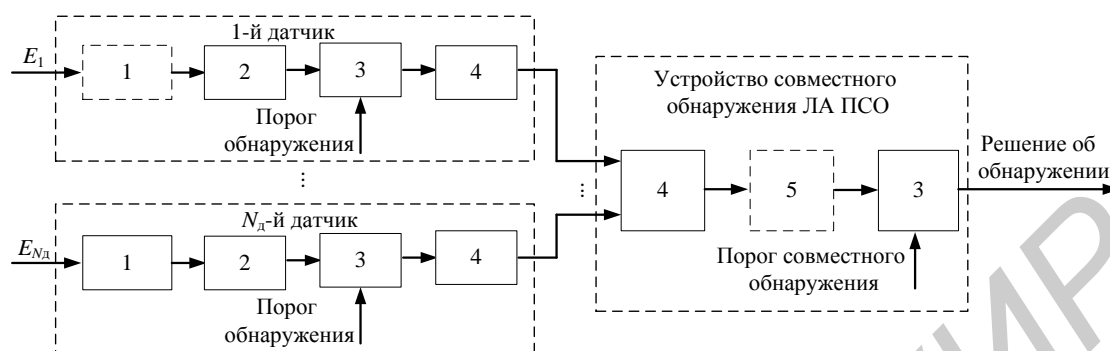 1-й датчик
E1
1
2
3
4
Порог
обнаружения
...
Nд-й датчик
ENд
1
2
3
4
Порог
обнаружения
...
Устройство совместного
обнаружения ЛА ПСО
4
5
3
Порог совместного
обнаружения
Решение об
обнаружении